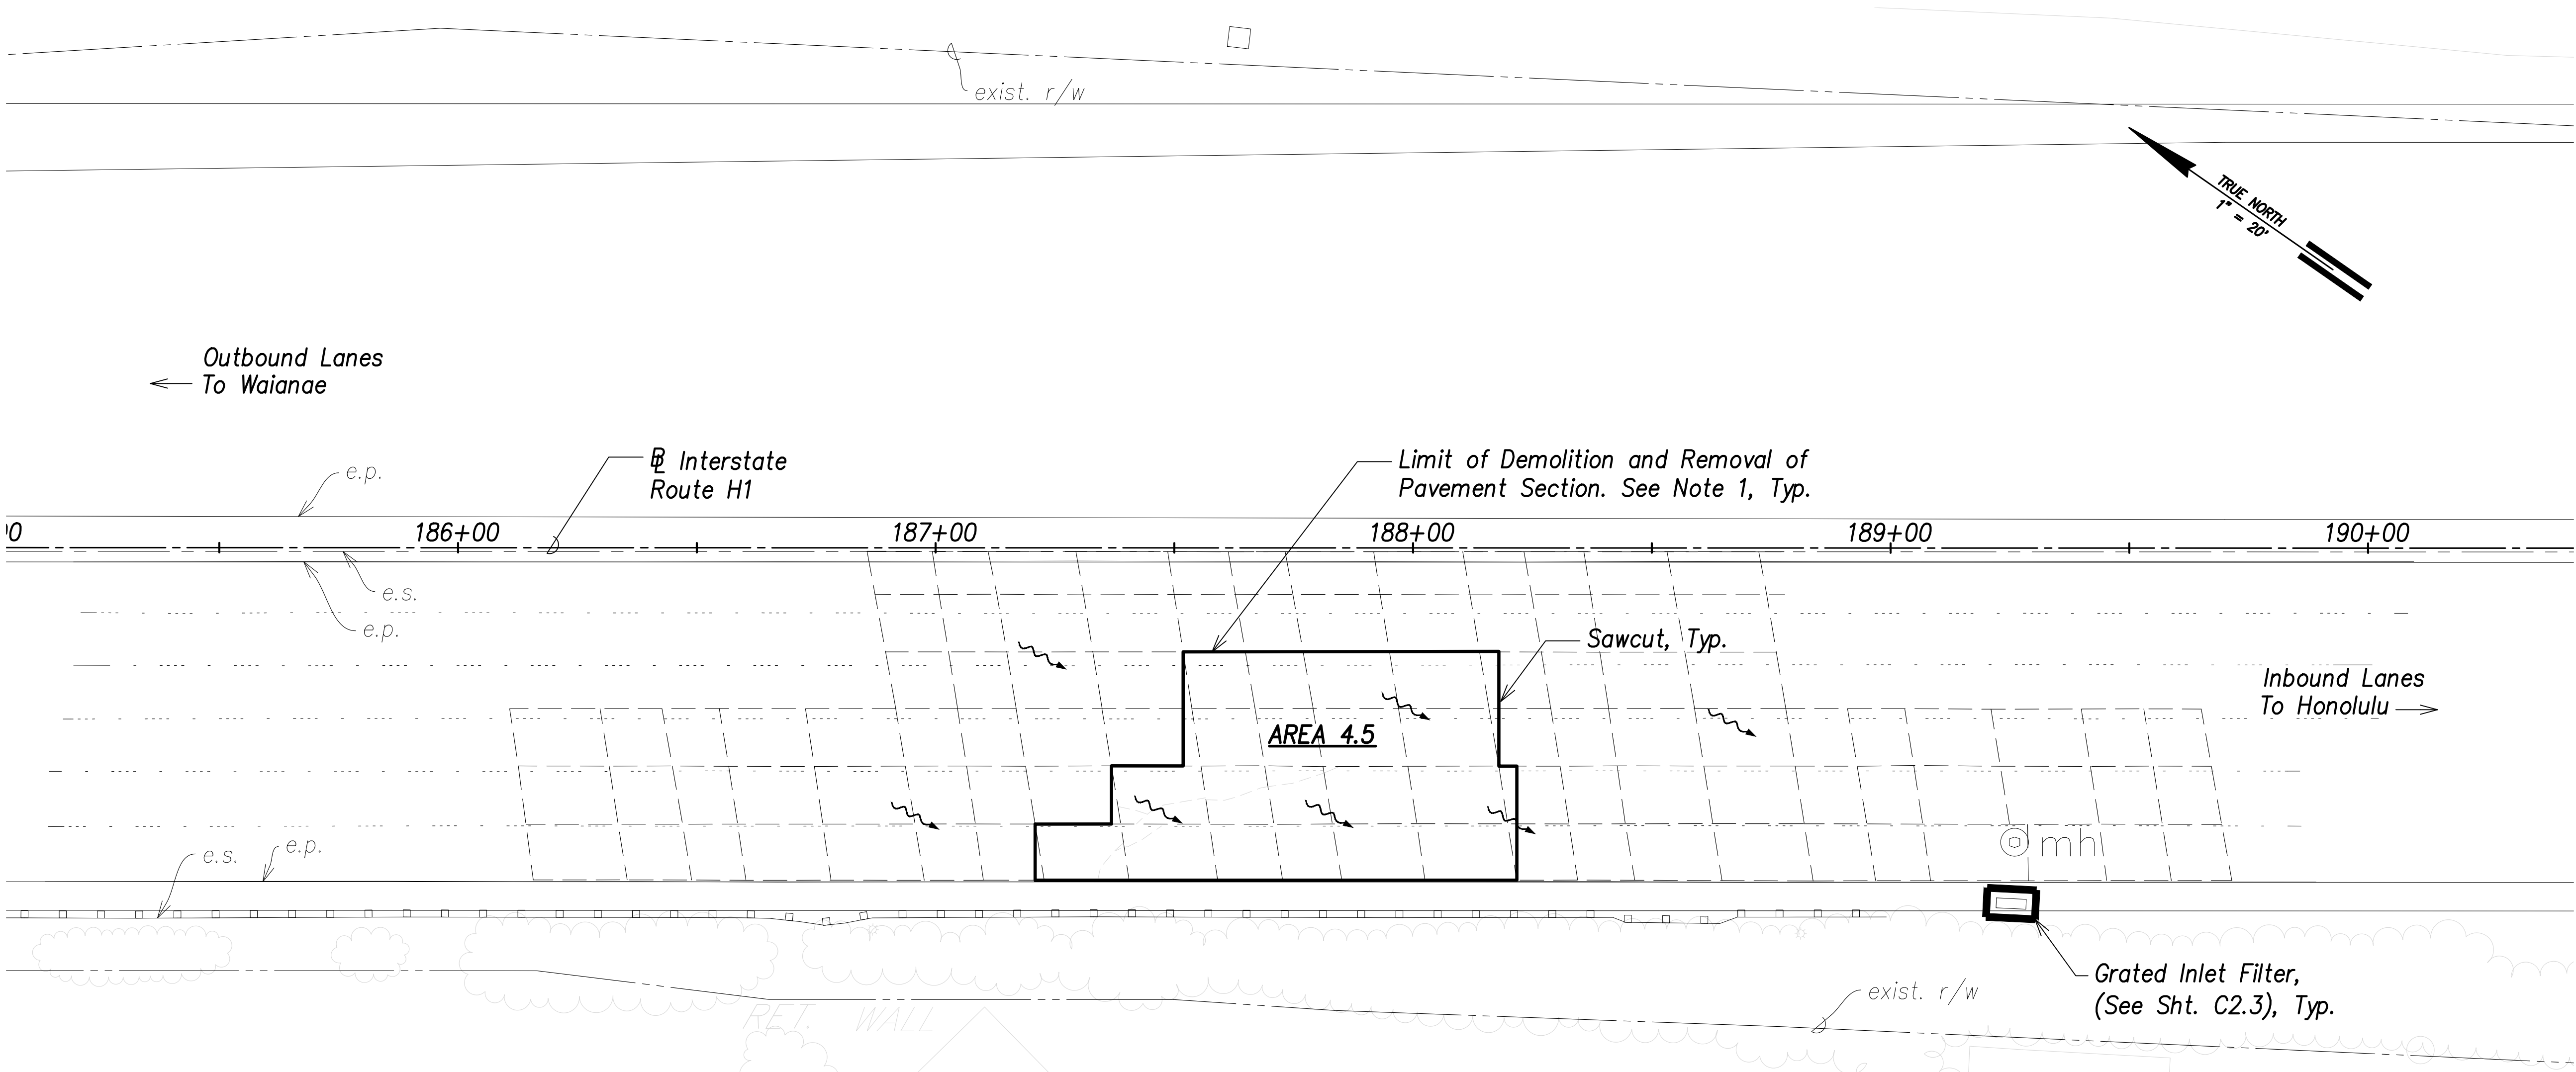 exist. r/w
TRUE NORTH
1" = 20'
Outbound Lanes
To Waianae
e.p.
BL Interstate
Route H1
Limit of Demolition and Removal of
Pavement Section. See Note 1, Typ.
186+00
187+00
188+00
189+00
190+00
e.s.
e.p.
Sawcut, Typ.
Inbound Lanes
To Honolulu
AREA 4.5
e.s.
e.p.
mh
Grated Inlet Filter,
(See Sht. C2.3), Typ.
exist. r/w
RET. WALL